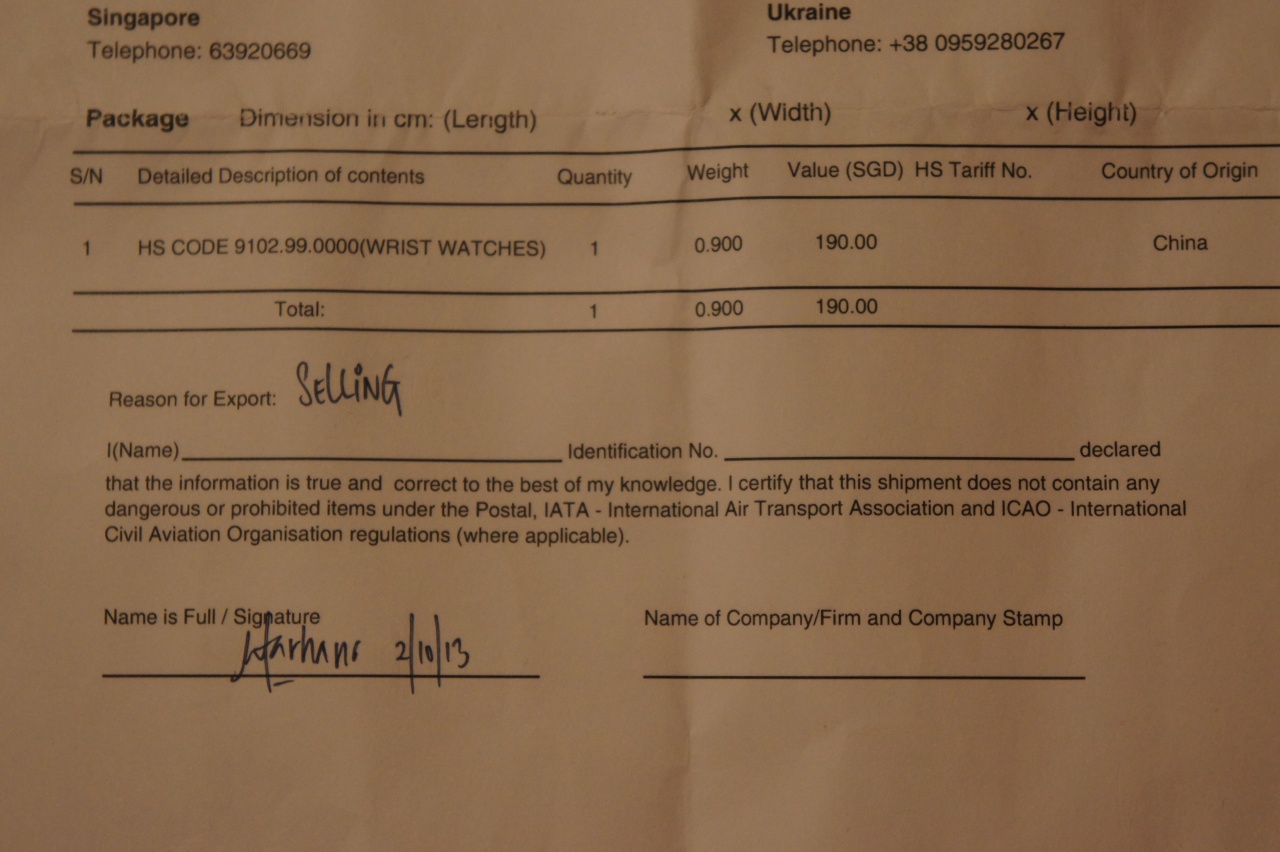 Singapore Ukraine
Telephone: 63920669 Telephone: +38 0959280267
Package Dimension in cm: (Length) x (Width) x (Height)
S/N Detailed Description of contents Quantity Weight Value (SGD) HS Tariff No. Country of Origin
1 HS CODE 9102.99.0000(WRIST WATCHES) 1 0.900 190.00 China
Total: 1 0.900 190.00
Reason for Export: SELLING
I(Name) Identification No. declared
that the information is true and correct to the best of my knowledge. I certify that this shipment does not contain any
dangerous or prohibited items under the Postal, IATA - International Air Transport Association and ICAO - International
Civil Aviation Organisation regulations (where applicable).
Name is Full / Signature Name of Company/Firm and Company Stamp
2/10/13